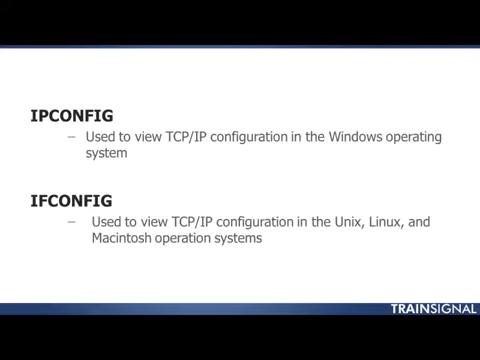 IPCONFIG
– Used to view TCP/IP configuration in the Windows operating
system
IFCONFIG
– Used to view TCP/IP configuration in the Unix, Linux, and
Macintosh operation systems
TRAINSIGNAL